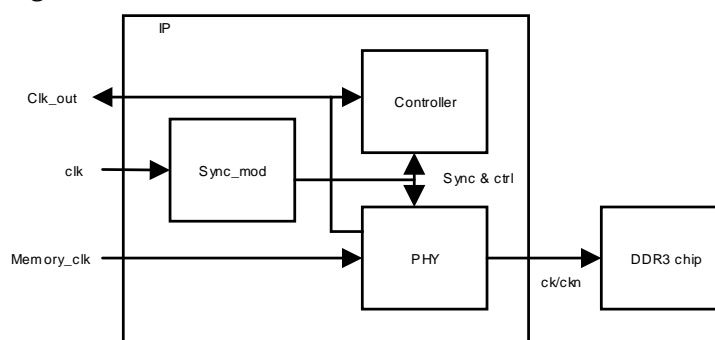 IP
Controller
Clk_out
clk
Sync_mod
Sync & ctrl
Memory_clk
PHY
DDR3 chip
ck/ckn